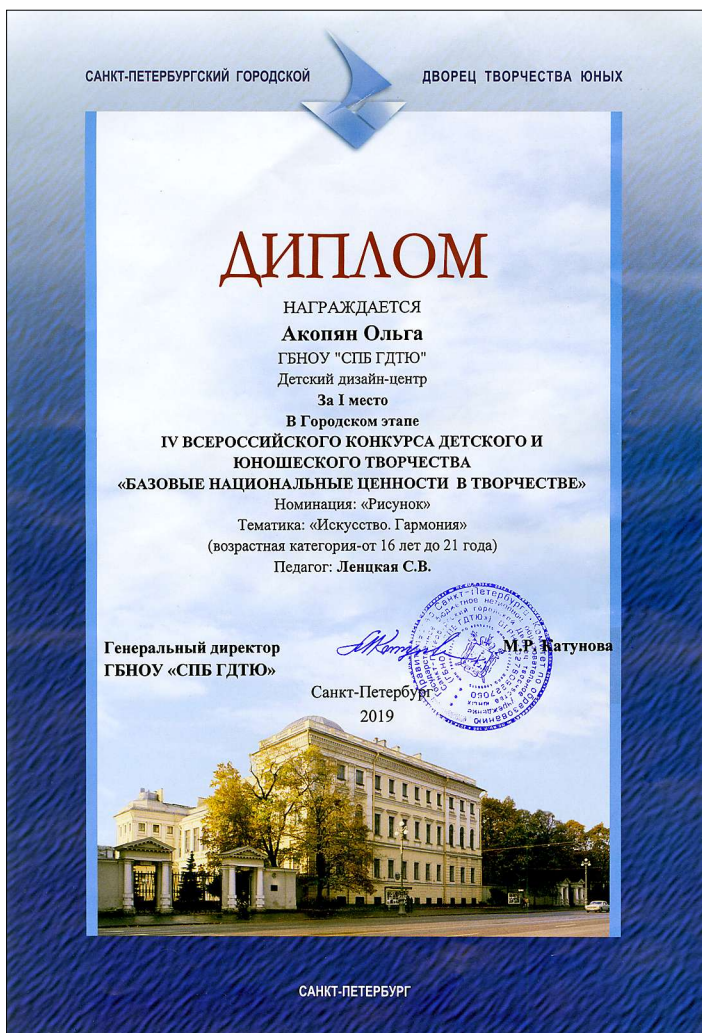 САНКТ-ПЕТЕРБУРГСКИЙ ГОРОДСКОЙ ДВОРЕЦ ТВОРЧЕСТВА ЮНЫХ
ДИПЛОМ
НАГРАЖДАЕТСЯ
Акопян Ольга
ГБНОУ "СПБ ГДТЮ"
Детский дизайн-центр
За I место
В Городском этапе
IV ВСЕРОССИЙСКОГО КОНКУРСА ДЕТСКОГО И
ЮНОШЕСКОГО ТВОРЧЕСТВА
«БАЗОВЫЕ НАЦИОНАЛЬНЫЕ ЦЕННОСТИ В ТВОРЧЕСТВЕ»
Номинация: «Рисунок»
Тематика: «Искусство. Гармония»
(возрастная категория-от 16 лет до 21 года)
Педагог: Ленцкая С.В.
Генеральный директор М.Р. Катунова
ГБНОУ «СПБ ГДТЮ»
Санкт-Петербург
2019
САНКТ-ПЕТЕРБУРГ